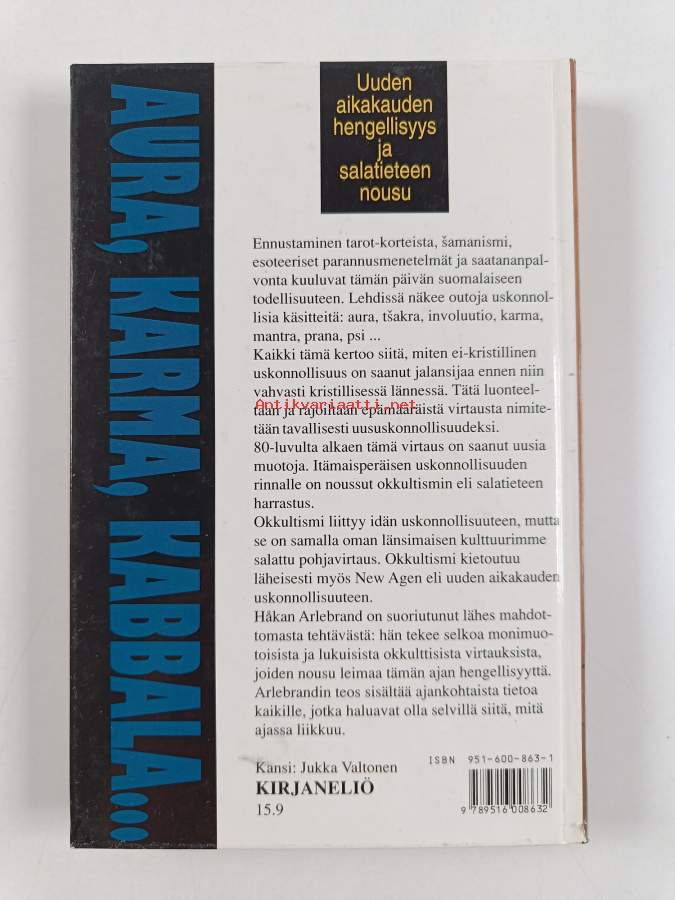 AURA, KARMA, KABBALA...
Uuden
aikakauden
hengellisyys
ja
salatieteen
nousu
Ennustaminen tarot-korteista, šamanismi,
esoteeriset parannusmenetelmät ja saatananpal-
vonta kuuluvat tämän päivän suomalaiseen
todellisuuteen. Lehdissä näkee outoja uskonnol-
lisia käsitteitä: aura, tšakra, involuutio, karma,
mantra, prana, psi ...
Kaikki tämä kertoo siitä, miten ei-kristillinen
uskonnollisuus on saanut jalansijaa ennen niin
vahvasti kristillisessä lännessä. Tätä luonteel-
Antikvariaatti.net
taan ja rajoiltaan epämääräistä virtausta nimite-
tään tavallisesti uususkonnollisuudeksi.
80-luvulta alkaen tämä virtaus on saanut uusia
muotoja. Itämaisperäisen uskonnollisuuden
rinnalle on noussut okkultismin eli salatieteen
harrastus.
Okkultismi liittyy idän uskonnollisuuteen, mutta
se on samalla oman länsimaisen kulttuurimme
salattu pohjavirtaus. Okkultismi kietoutuu
läheisesti myös New Agen eli uuden aikakauden
uskonnollisuuteen.
Håkan Arlebrand on suoriutunut lähes mahdot-
tomasta tehtävästä: hän tekee selkoa monimuo-
toisista ja lukuisista okkulttisista virtauksista,
joiden nousu leimaa tämän ajan hengellisyyttä.
Arlebrandin teos sisältää ajankohtaista tietoa
kaikille, jotka haluavat olla selvillä siitä, mitä
ajassa liikkuu.
Kansi: Jukka Valtonen
KIRJANELIÖ
15.9
ISBN 951-600-863-1
9 789516 008632